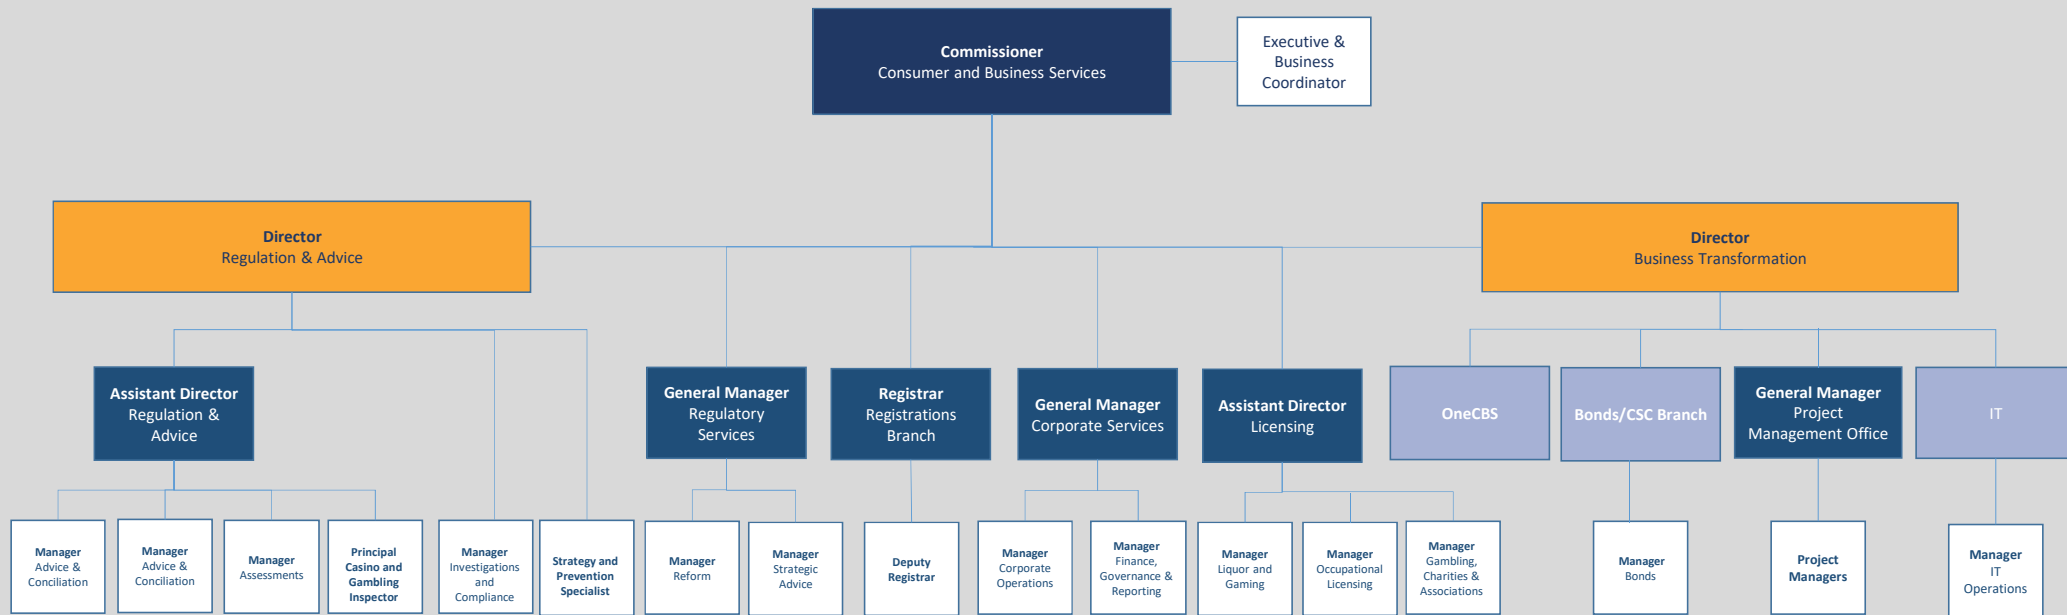 Commissioner
Consumer and Business Services
Executive &
Business
Coordinator
Director
Regulation & Advice
Director
Business Transformation
Assistant Director
Regulation &
Advice
General Manager
Regulatory
Services
Registrar
Registrations
Branch
General Manager
Corporate Services
Assistant Director
Licensing
OneCBS
Bonds/CSC Branch
General Manager
Project
Management Office
IT
Manager
Advice &
Conciliation
Manager
Advice &
Conciliation
Manager
Assessments
Principal
Casino and
Gambling
Inspector
Manager
Investigations
and
Compliance
Strategy and
Prevention
Specialist
Manager
Reform
Manager
Strategic
Advice
Deputy
Registrar
Manager
Corporate
Operations
Manager
Finance,
Governance &
Reporting
Manager
Liquor and
Gaming
Manager
Occupational
Licensing
Manager
Gambling,
Charities &
Associations
Manager
Bonds
Project
Managers
Manager
IT
Operations